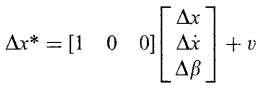 Δx* = [1 0 0] [Δx Δẋ Δβ] + v